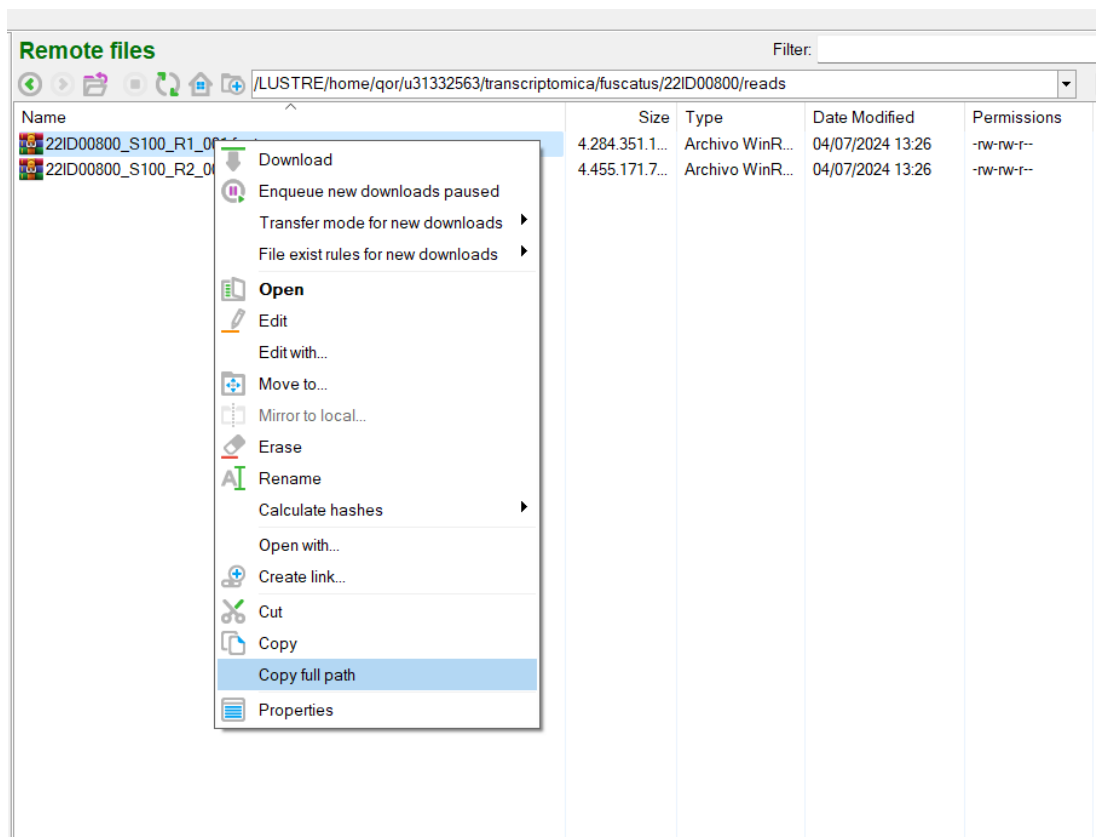 Remote files
Filter:
/LUSTRE/home/qor/u31332563/transcriptomica/fuscatus/22ID00800/reads
Name Size Type Date Modified Permissions
22ID00800_S100_R1_001.fast 4.284.351.1... Archivo WinR... 04/07/2024 13:26 -rw-rw-r--
22ID00800_S100_R2_00 4.455.171.7... Archivo WinR... 04/07/2024 13:26 -rw-rw-r--
Download
Enqueue new downloads paused
Transfer mode for new downloads
File exist rules for new downloads
Open
Edit
Edit with...
Move to...
Mirror to local...
Erase
Rename
Calculate hashes
Open with...
Create link...
Cut
Copy
Copy full path
Properties